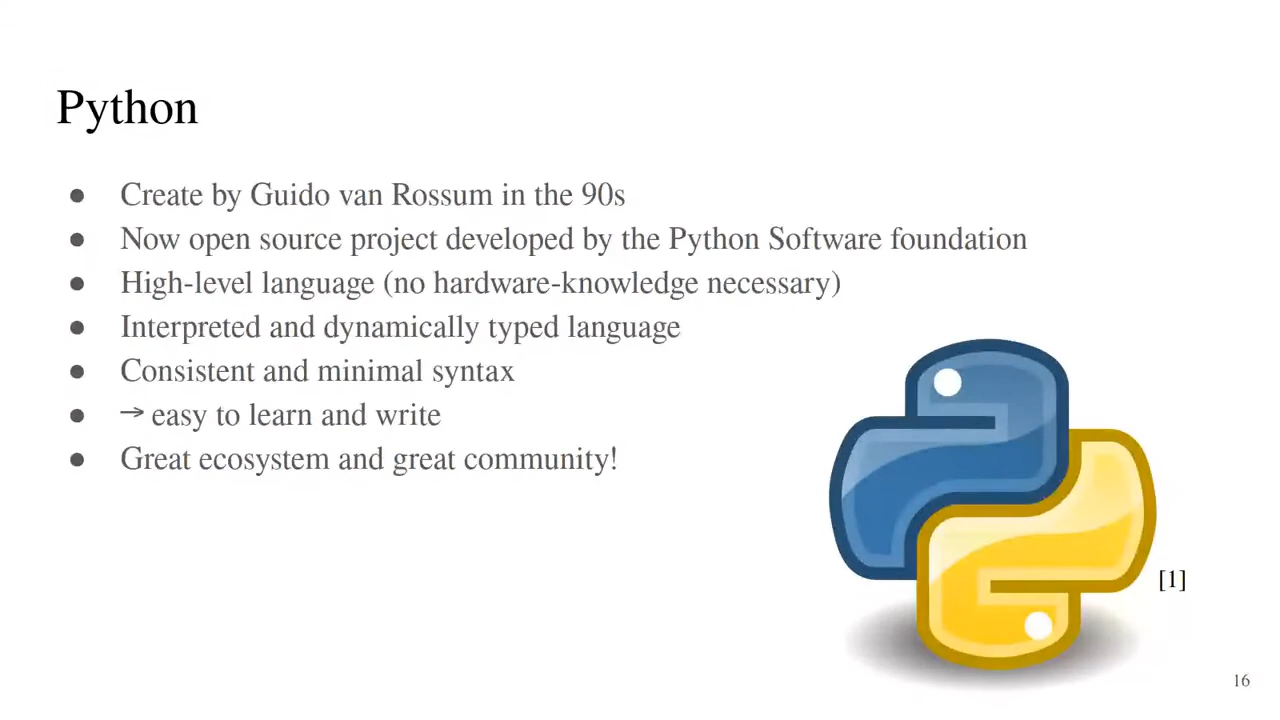 Python
● Create by Guido van Rossum in the 90s
● Now open source project developed by the Python Software foundation
● High-level language (no hardware-knowledge necessary)
● Interpreted and dynamically typed language
● Consistent and minimal syntax
● → easy to learn and write
● Great ecosystem and great community!
[1]
16